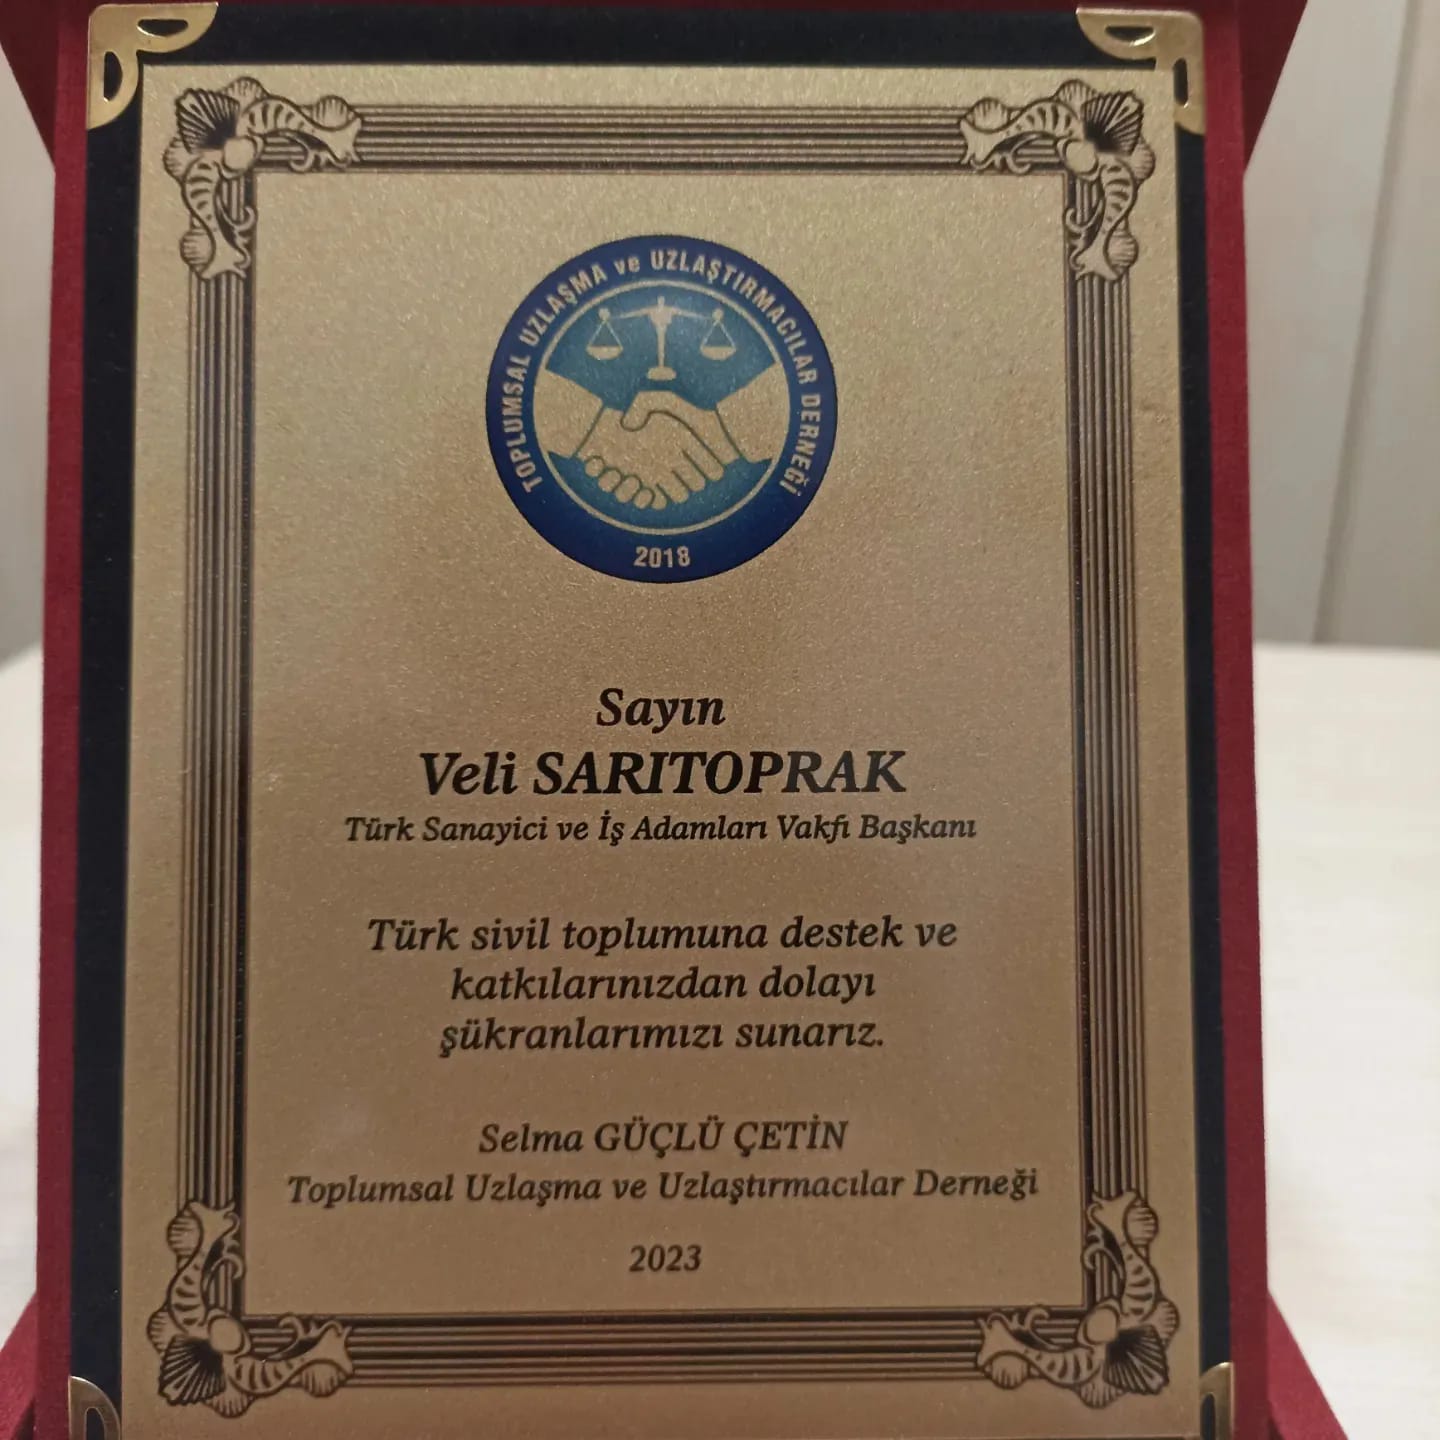 TOPLUMSAL UZLAŞMA ve UZLAŞTIRMACILAR DERNEĞİ
2018
Sayın
Veli SARITOPRAK
Türk Sanayici ve İş Adamları Vakfı Başkanı
Türk sivil toplumuna destek ve
katkılarınızdan dolayı
şükranlarımızı sunarız.
Selma GÜÇLÜ ÇETİN
Toplumsal Uzlaşma ve Uzlaştırmacılar Derneği
2023